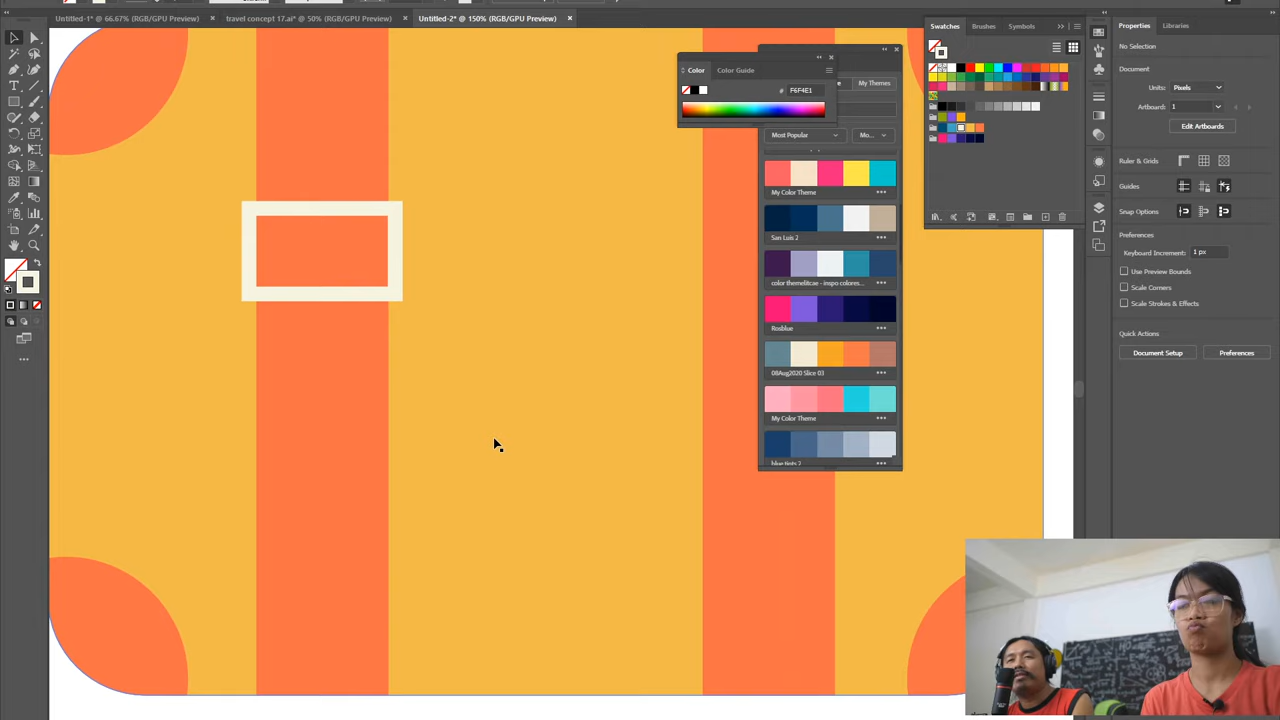 Untitled-1* @ 66.67% (RGB/GPU Preview)
travel concept 17.ai* @ 50% (RGB/GPU Preview)
Untitled-2* @ 150% (RGB/GPU Preview)
Color
Color Guide
# F6F4E1
My Themes
Most Popular
Mo...
My Color Theme
San Luis 2
color themelitcae - inspo colores...
Rosblue
08Aug2020 Slice 03
My Color Theme
blue tints 2
Swatches
Brushes
Symbols
Properties
Libraries
No Selection
Document
Units:
Pixels
Artboard:
1
Edit Artboards
Ruler & Grids
Guides
Snap Options
Preferences
Keyboard Increment:
1 px
Use Preview Bounds
Scale Corners
Scale Strokes & Effects
Quick Actions
Document Setup
Preferences